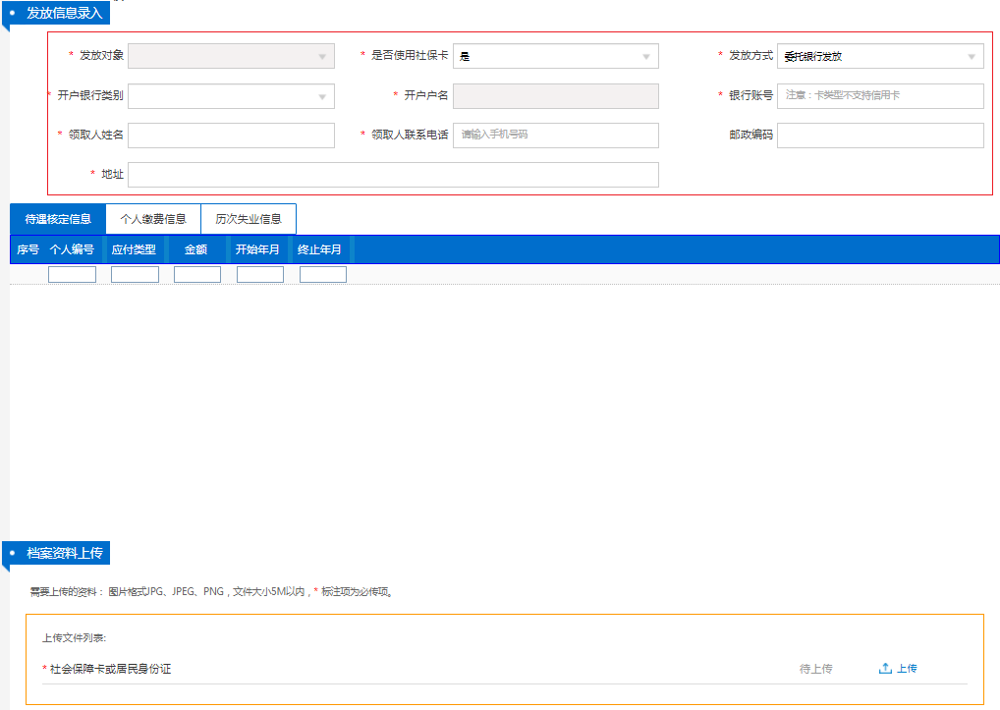 发放信息录入
* 发放对象 * 是否使用社保卡 是 * 发放方式 委托银行发放
* 开户银行类别 * 开户户名 * 银行账号 注意：卡类型不支持信用卡
* 领取人姓名 * 领取人联系电话 请输入手机号码 邮政编码
* 地址
待遇核定信息 个人缴费信息 历次失业信息
序号 个人编号 应付类型 金额 开始年月 终止年月
档案资料上传
需要上传的资料： 图片格式JPG、JPEG、PNG，文件大小5M以内，* 标注项为必传项。
上传文件列表:
* 社会保障卡或居民身份证 待上传 上传